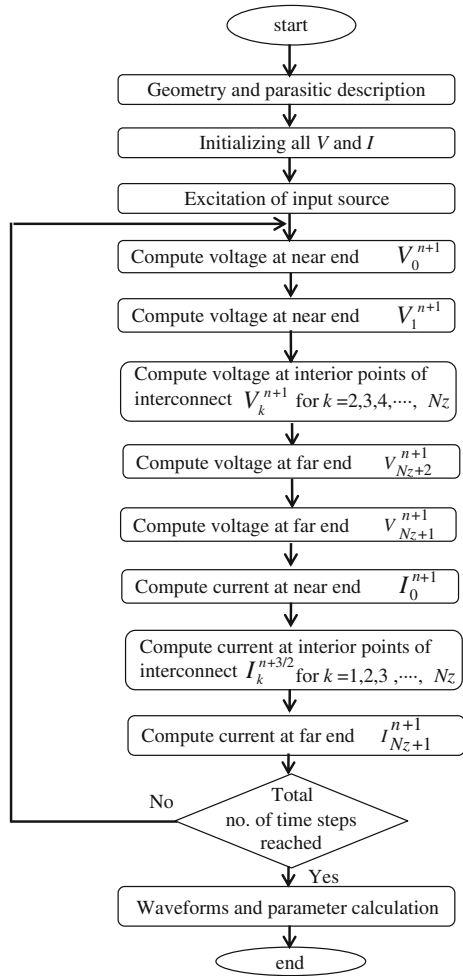 start
Geometry and parasitic description
Initializing all V and I
Excitation of input source
Compute voltage at near end V_0^{n+1}
Compute voltage at near end V_1^{n+1}
Compute voltage at interior points of
interconnect V_k^{n+1} for k =2,3,4,····, Nz
Compute voltage at far end V_{Nz+2}^{n+1}
Compute voltage at far end V_{Nz+1}^{n+1}
Compute current at near end I_0^{n+1}
Compute current at interior points of
interconnect I_k^{n+3/2} for k =1,2,3 ,····, Nz
Compute current at far end I_{Nz+1}^{n+1}
No
Total
no. of time steps
reached
Yes
Waveforms and parameter calculation
end